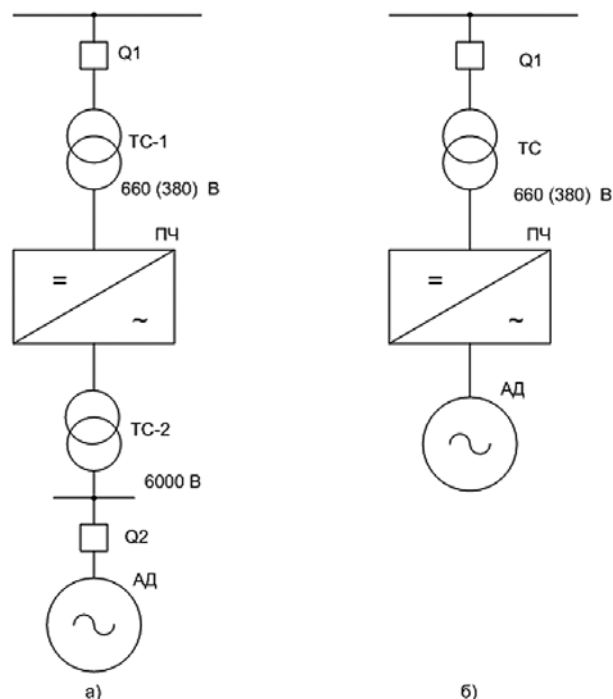 Q1
ТС-1
660 (380) В
ПЧ
=
~
ТС-2
6000 В
Q2
АД
а)
Q1
ТС
660 (380) В
ПЧ
=
~
АД
б)